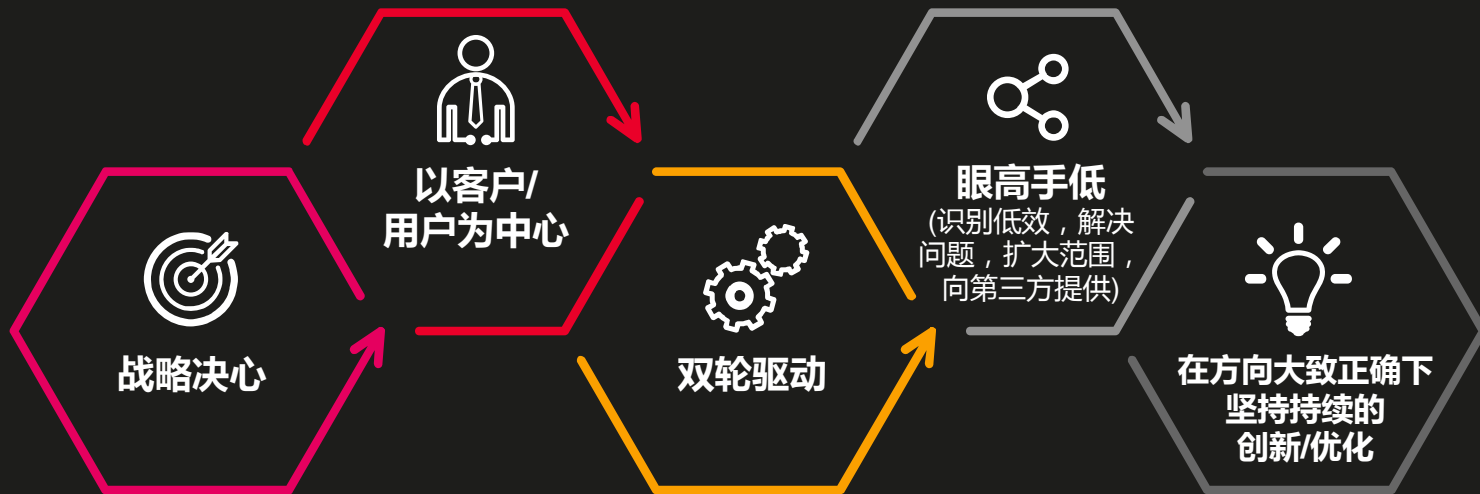 战略决心
以客户/
用户为中心
双轮驱动
眼高手低
(识别低效，解决
问题，扩大范围，
向第三方提供)
在方向大致正确下
坚持持续的
创新/优化